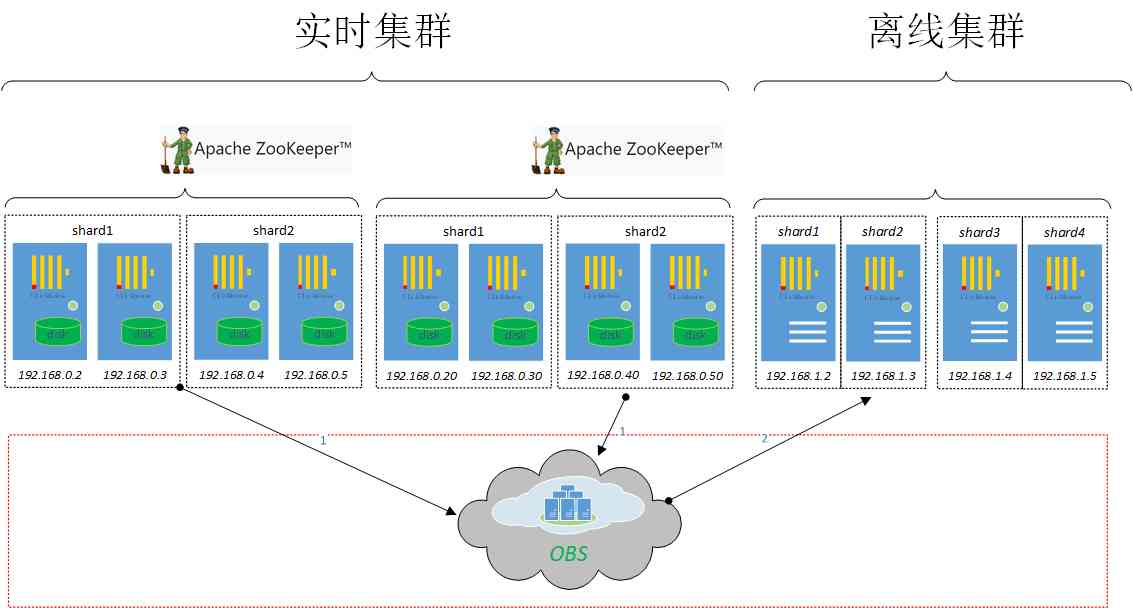 实时集群
离线集群
Apache ZooKeeper™
Apache ZooKeeper™
shard1
shard2
shard1
shard2
shard1
shard2
shard3
shard4
disk
disk
disk
disk
disk
disk
disk
disk
192.168.0.2
192.168.0.3
192.168.0.4
192.168.0.5
192.168.0.20
192.168.0.30
192.168.0.40
192.168.0.50
192.168.1.2
192.168.1.3
192.168.1.4
192.168.1.5
1
1
2
OBS